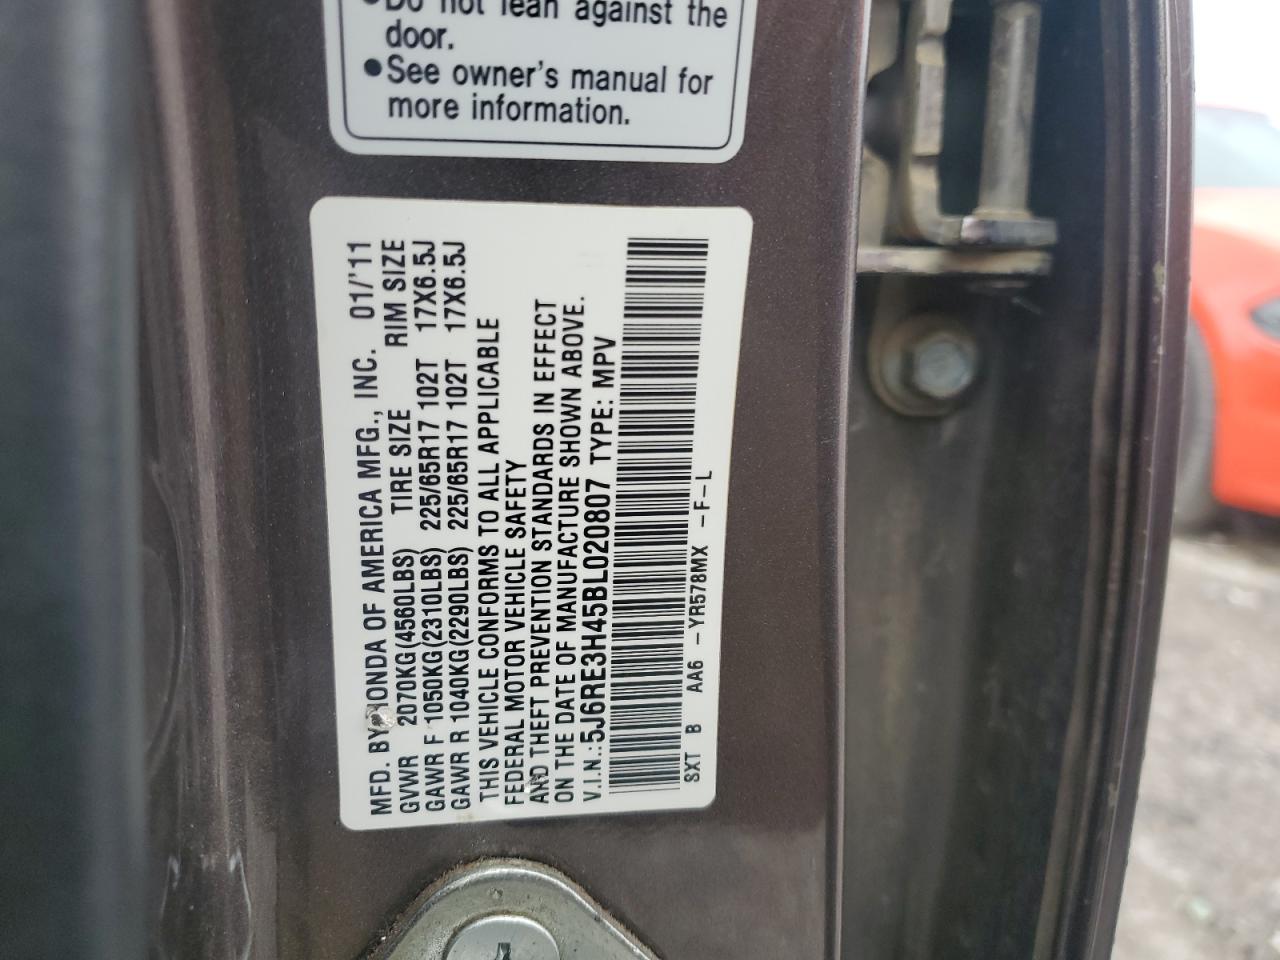 Do not lean against the
door.
See owner's manual for
more information.
MFD. BY HONDA OF AMERICA MFG., INC. 01/'11
GVWR 2070KG(4560LBS) TIRE SIZE RIM SIZE
GAWR F 1050KG(2310LBS) 225/65R17 102T 17X6.5J
GAWR R 1040KG(2290LBS) 225/65R17 102T 17X6.5J
THIS VEHICLE CONFORMS TO ALL APPLICABLE
FEDERAL MOTOR VEHICLE SAFETY
AND THEFT PREVENTION STANDARDS IN EFFECT
ON THE DATE OF MANUFACTURE SHOWN ABOVE.
V.I.N.: 5J6RE3H45BL020807 TYPE: MPV
SXT B AA6 -YR578MX -F-L